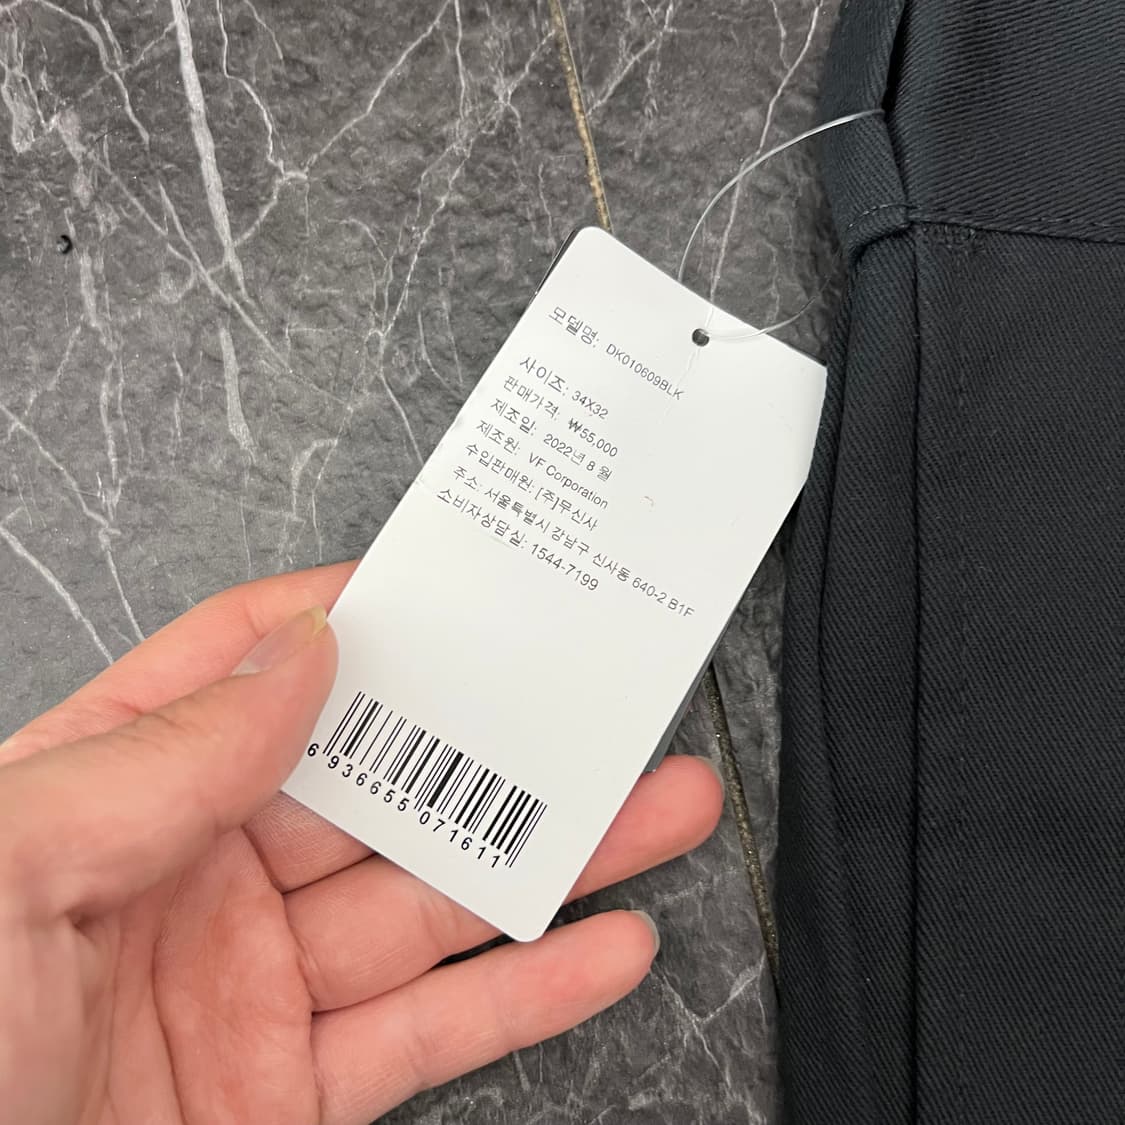 모델명: DK010609BLK
사이즈: 34X32
판매가격: ₩55,000
제조일: 2022년 8 월
제조원: VF Corporation
수입판매원: [주]무신사
주소: 서울특별시 강남구 신사동 640-2 B1F
소비자상담실: 1544-7199
6 936655 071611